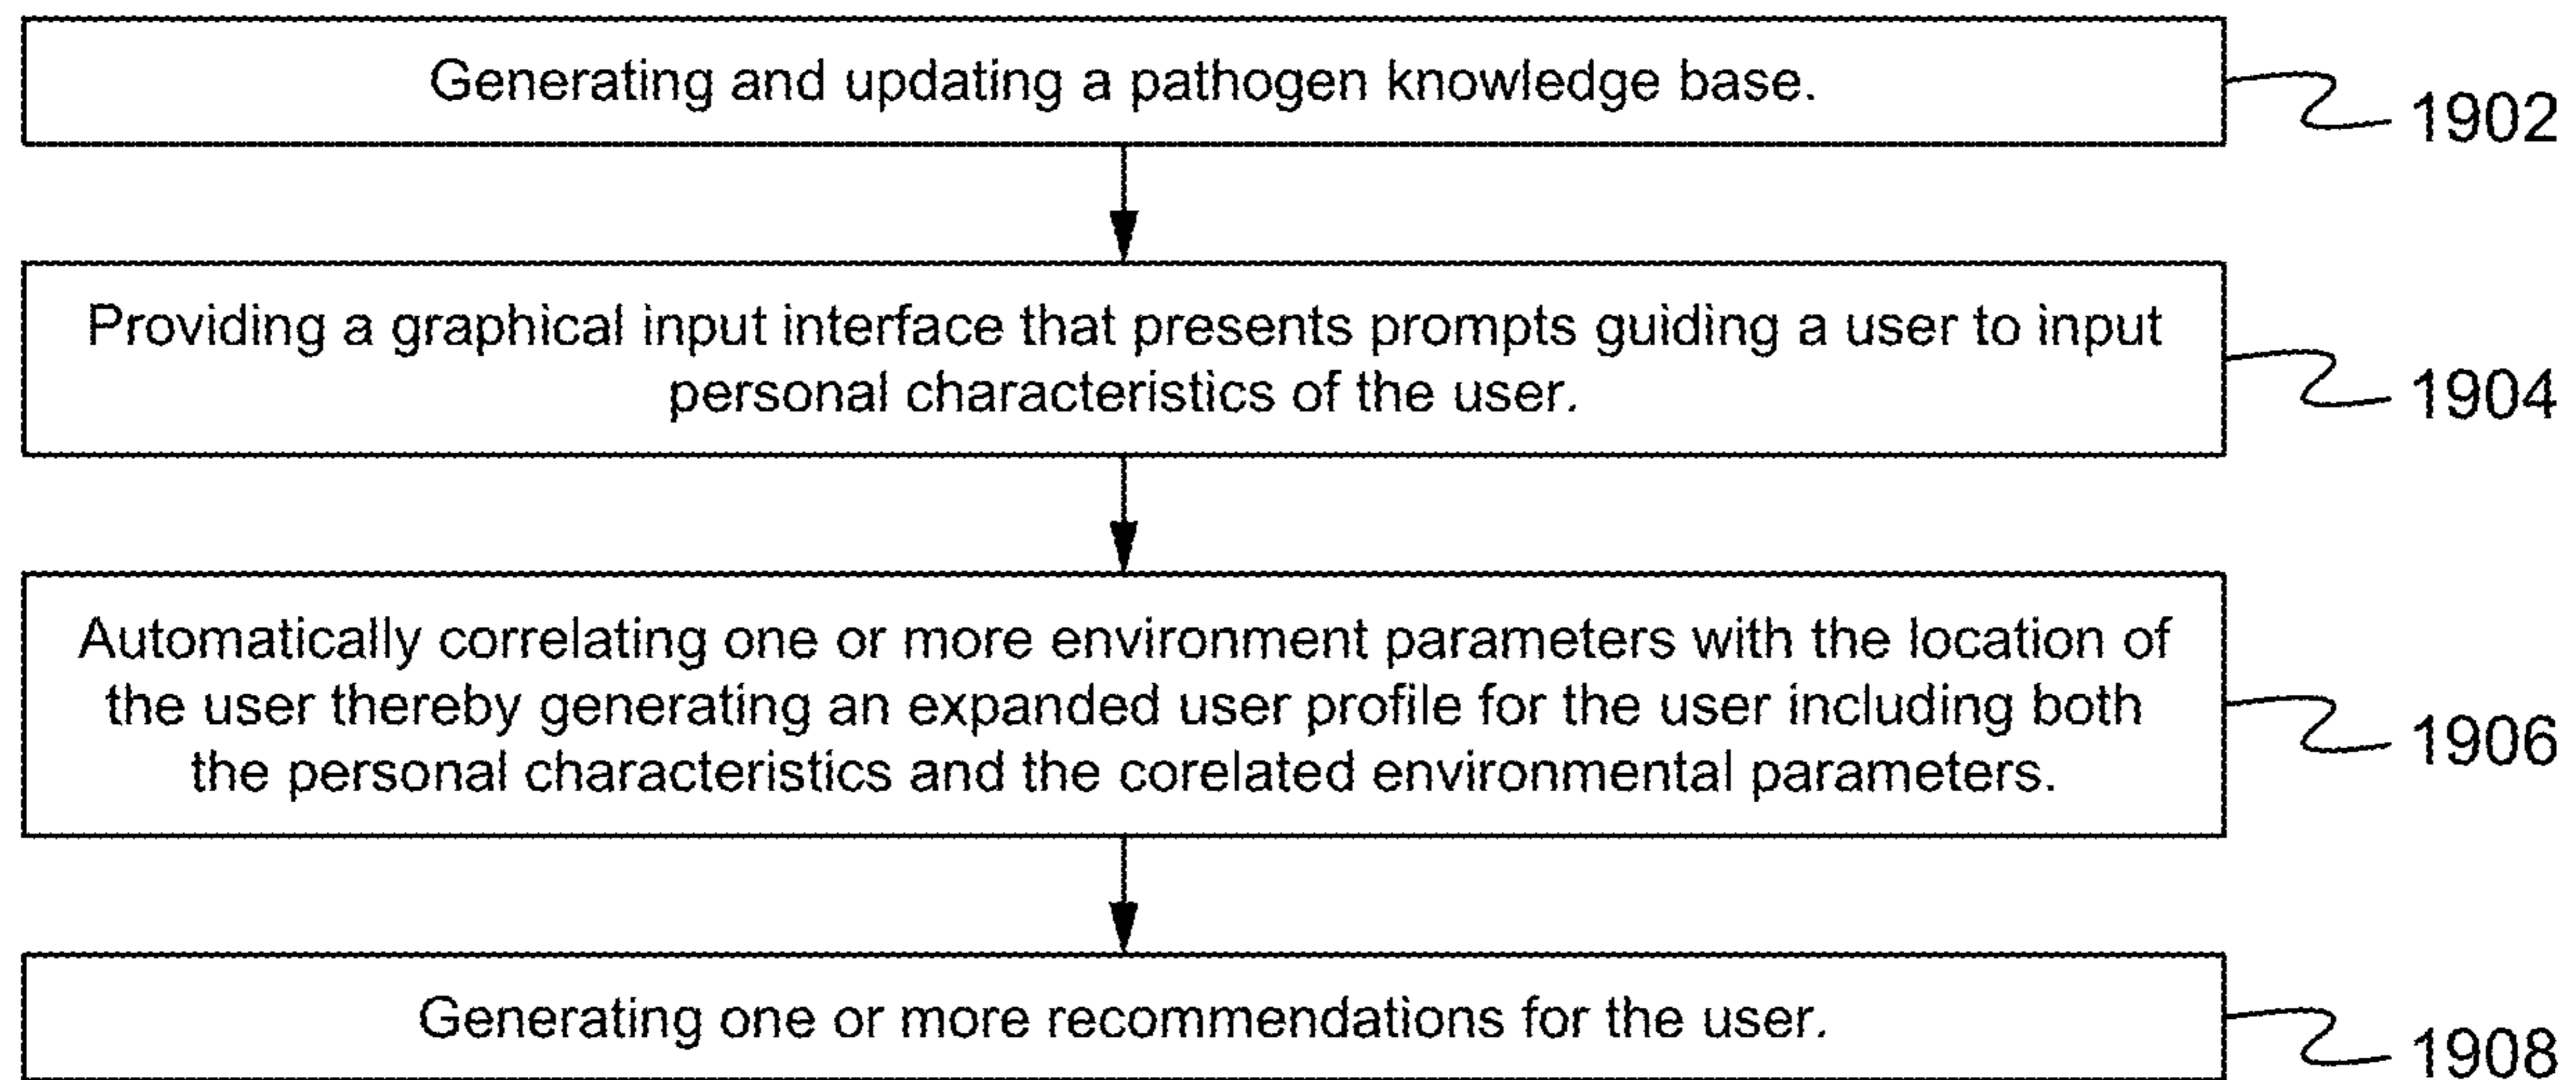 Generating and updating a pathogen knowledge base.
1902
Providing a graphical input interface that presents prompts guiding a user to input
personal characteristics of the user.
1904
Automatically correlating one or more environment parameters with the location of
the user thereby generating an expanded user profile for the user including both
the personal characteristics and the corelated environmental parameters.
1906
Generating one or more recommendations for the user.
1908